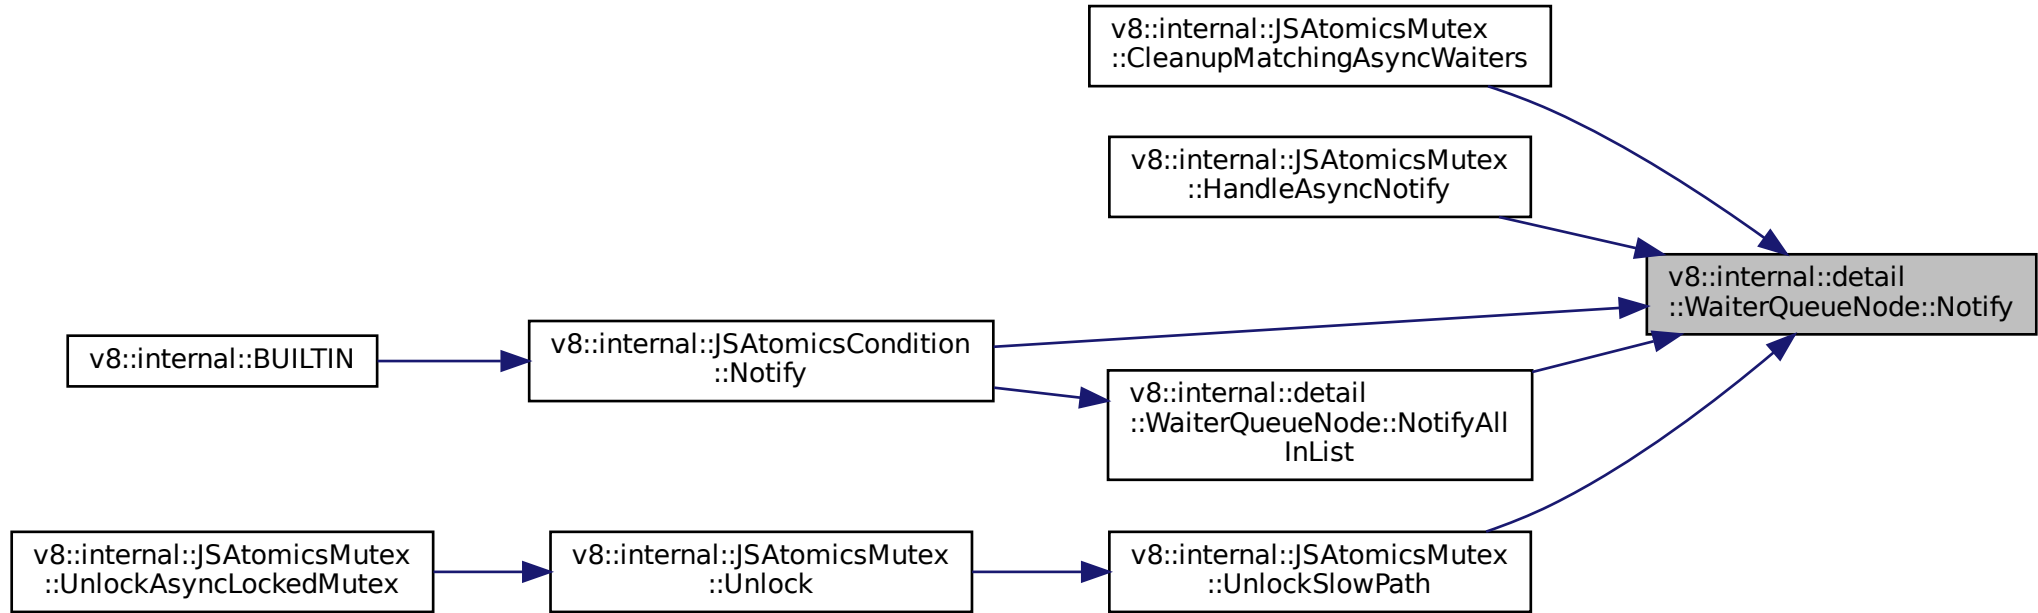 v8::internal::JSAtomicsMutex
::CleanupMatchingAsyncWaiters
v8::internal::JSAtomicsMutex
::HandleAsyncNotify
v8::internal::detail
::WaiterQueueNode::Notify
v8::internal::BUILTIN
v8::internal::JSAtomicsCondition
::Notify
v8::internal::detail
::WaiterQueueNode::NotifyAll
InList
v8::internal::JSAtomicsMutex
::UnlockAsyncLockedMutex
v8::internal::JSAtomicsMutex
::Unlock
v8::internal::JSAtomicsMutex
::UnlockSlowPath